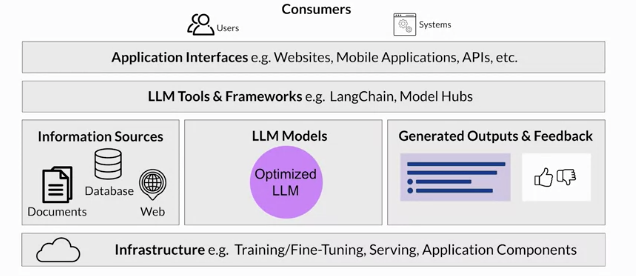 Consumers
Users
Systems
Application Interfaces e.g. Websites, Mobile Applications, APIs, etc.
LLM Tools & Frameworks e.g. LangChain, Model Hubs
Information Sources
Documents
Database
Web
LLM Models
Optimized
LLM
Generated Outputs & Feedback
Infrastructure e.g. Training/Fine-Tuning, Serving, Application Components